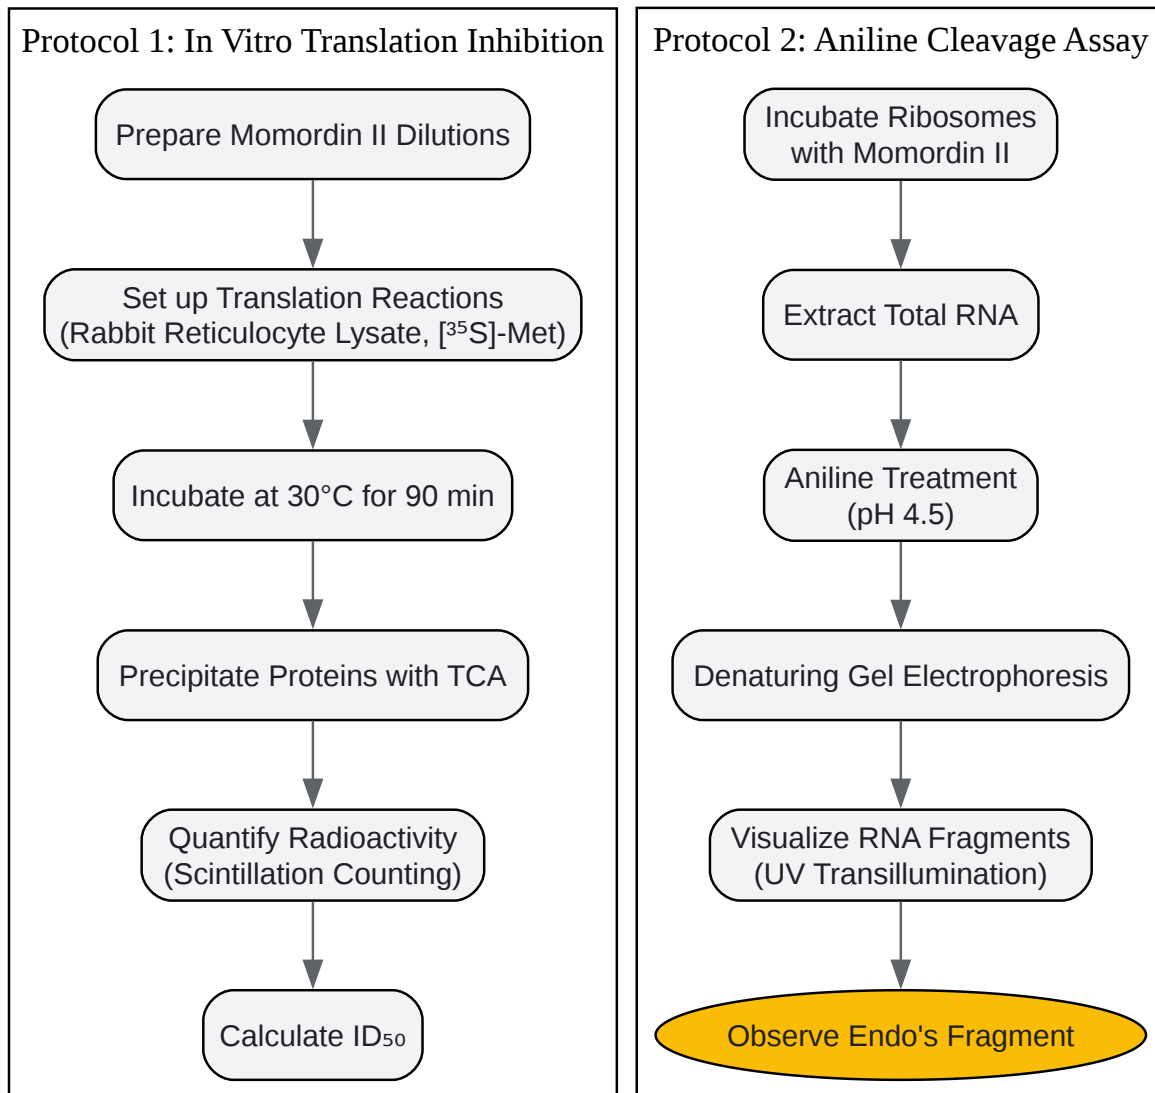 Protocol 1: In Vitro Translation Inhibition
Prepare Momordin II Dilutions
Set up Translation Reactions
(Rabbit Reticulocyte Lysate, [³⁵S]-Met)
Incubate at 30°C for 90 min
Precipitate Proteins with TCA
Quantify Radioactivity
(Scintillation Counting)
Calculate ID₅₀
Protocol 2: Aniline Cleavage Assay
Incubate Ribosomes
with Momordin II
Extract Total RNA
Aniline Treatment
(pH 4.5)
Denaturing Gel Electrophoresis
Visualize RNA Fragments
(UV Transillumination)
Observe Endo's Fragment